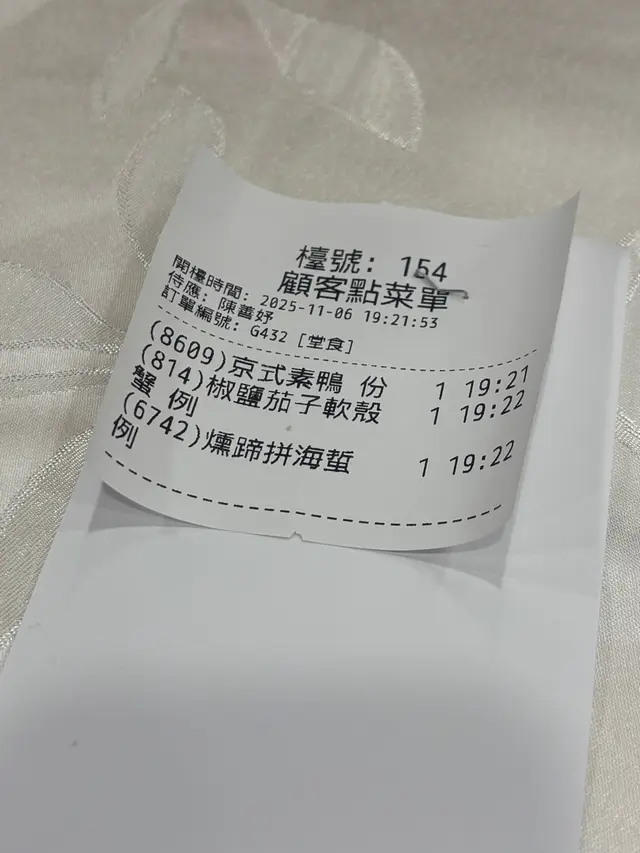 檯號: 154
顧客點菜單
開檯時間: 2025-11-06 19:21:53
侍應: 陳善妤
訂單編號: G432 [堂食]
(8609)京式素鴨 份 1 19:21
(814)椒鹽茄子軟殼 1 19:22
蟹 例
(6742)燻蹄拼海蜇 1 19:22
例